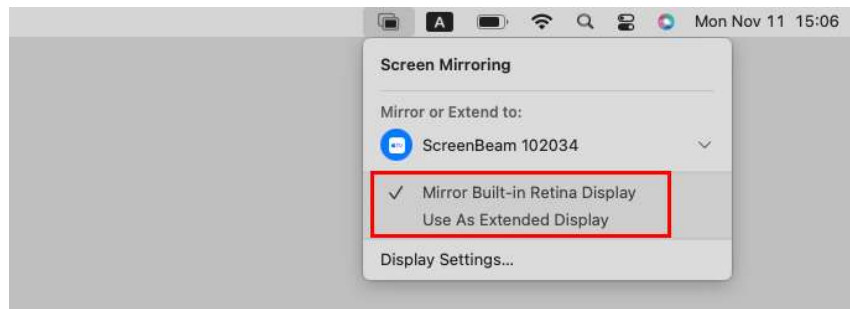 A Mon Nov 11 15:06
Screen Mirroring
Mirror or Extend to:
ScreenBeam 102034
Mirror Built-in Retina Display
Use As Extended Display
Display Settings...